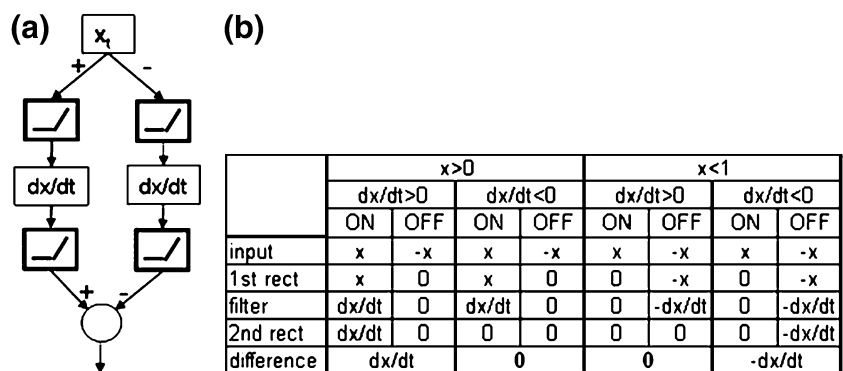 (a) (b)
xt
+ -
dx/dt dx/dt
+ -
x>0 x<1
dx/dt>0 dx/dt<0 dx/dt>0 dx/dt<0
ON OFF ON OFF ON OFF ON OFF
input x -x x -x x -x x -x
1st rect x 0 x 0 0 -x 0 -x
filter dx/dt 0 dx/dt 0 0 -dx/dt 0 -dx/dt
2nd rect dx/dt 0 0 0 0 0 0 -dx/dt
difference dx/dt 0 0 -dx/dt